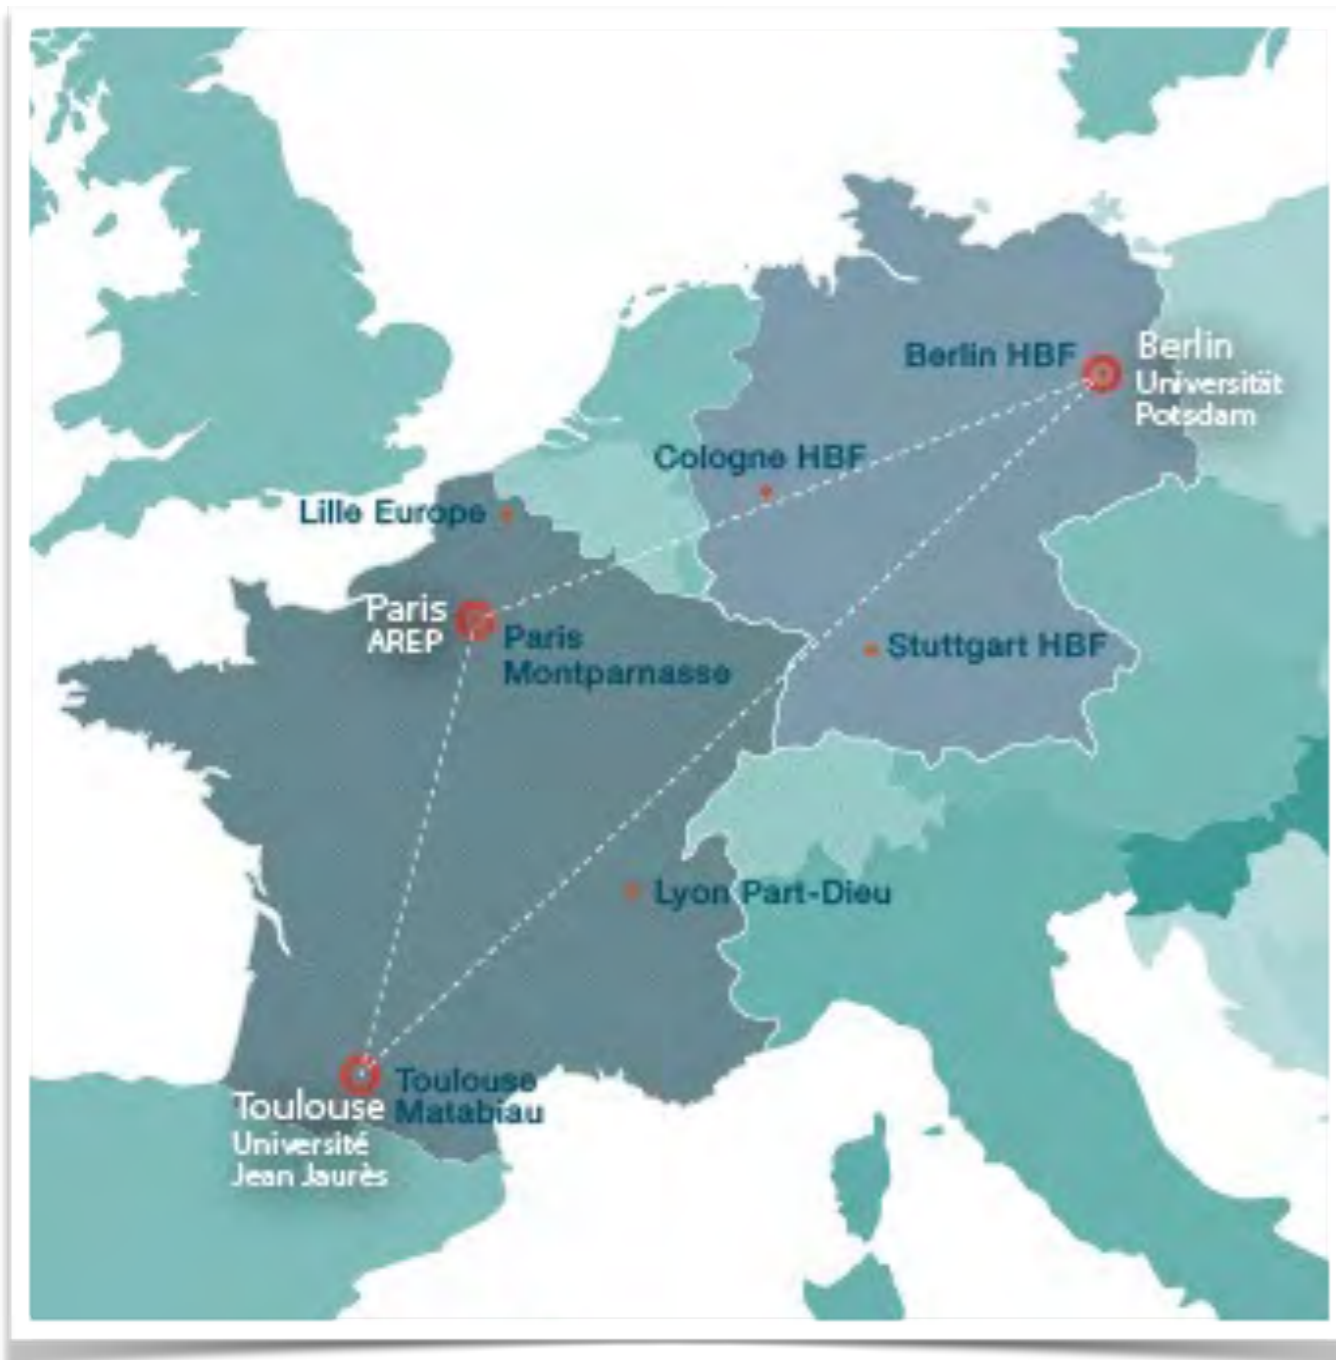 Berlin HBF
Berlin
Universität
Potsdam
Cologne HBF
Lille Europe
Paris
AREP
Paris
Montparnasse
Stuttgart HBF
Lyon Part-Dieu
Toulouse
Matabiau
Toulouse
Université
Jean Jaurès